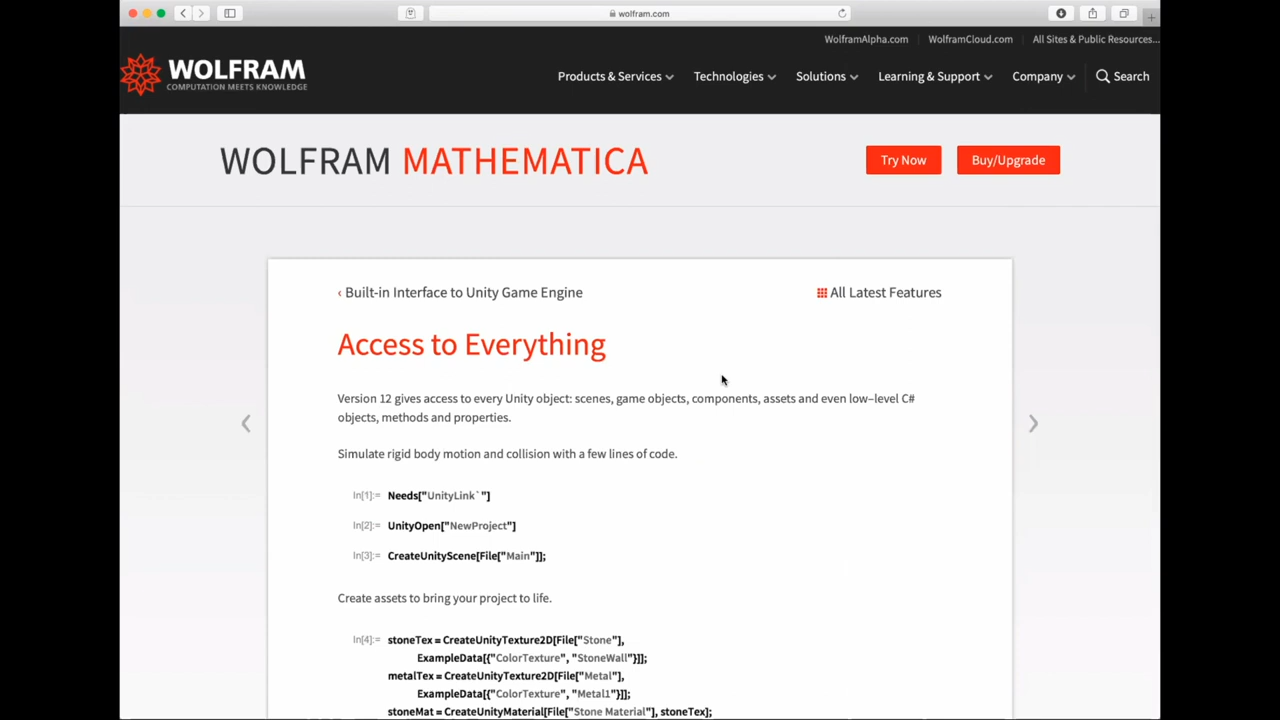 wolfram.com
WolframAlpha.com
WolframCloud.com
All Sites & Public Resources...
WOLFRAM
COMPUTATION MEETS KNOWLEDGE
Products & Services
Technologies
Solutions
Learning & Support
Company
Search
WOLFRAM MATHEMATICA
Try Now
Buy/Upgrade
‹ Built-in Interface to Unity Game Engine
All Latest Features
Access to Everything
Version 12 gives access to every Unity object: scenes, game objects, components, assets and even low–level C#
objects, methods and properties.
Simulate rigid body motion and collision with a few lines of code.
In[1]:= Needs["UnityLink`"]
In[2]:= UnityOpen["NewProject"]
In[3]:= CreateUnityScene[File["Main"]];
Create assets to bring your project to life.
In[4]:= stoneTex = CreateUnityTexture2D[File["Stone"],
ExampleData[{"ColorTexture", "StoneWall"}]];
metalTex = CreateUnityTexture2D[File["Metal"],
ExampleData[{"ColorTexture", "Metal1"}]];
stoneMat = CreateUnityMaterial[File["Stone Material"], stoneTex];